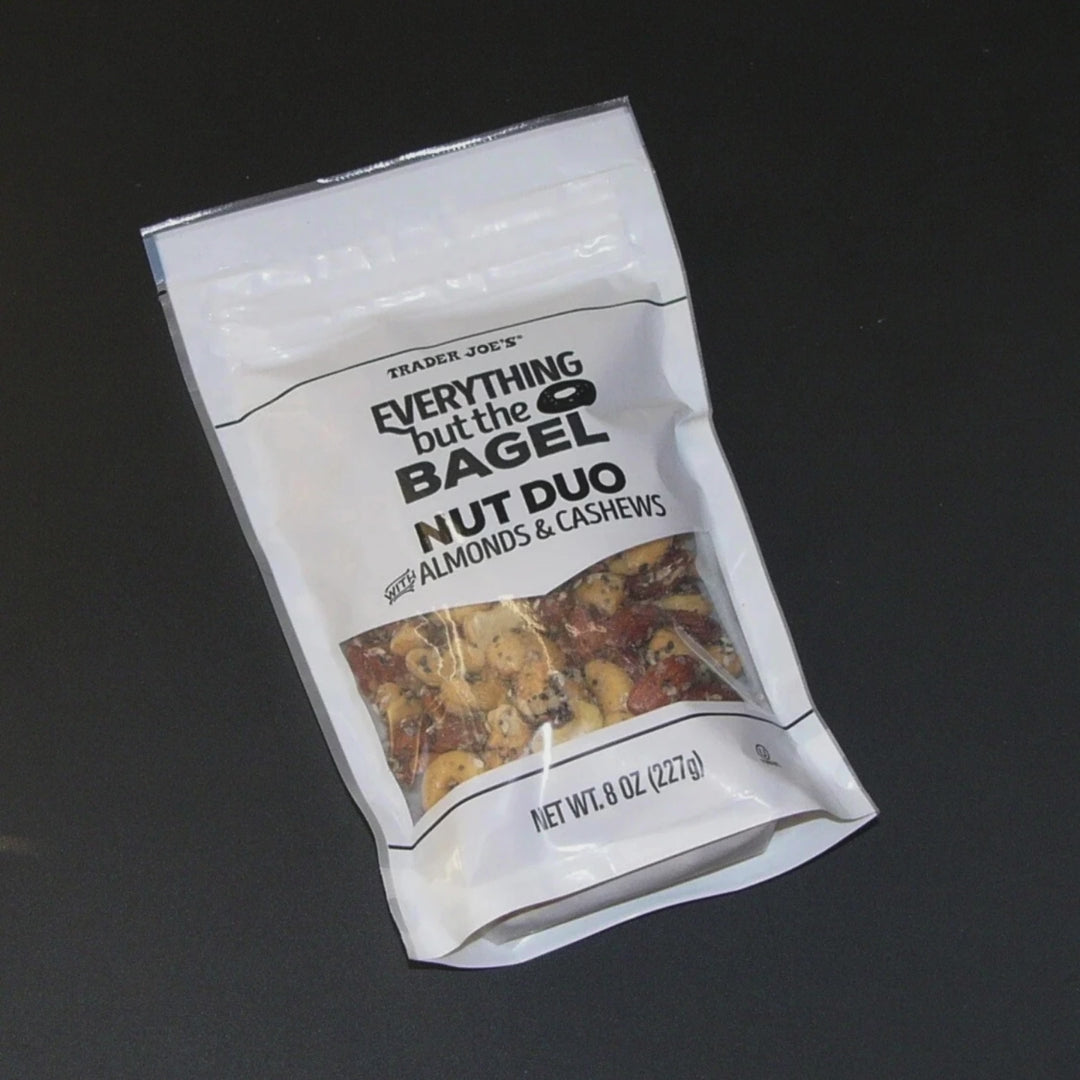 TRADER JOE'S®
EVERYTHING
but the
BAGEL
NUT DUO
WITH ALMONDS & CASHEWS
NET WT. 8 OZ (227g)